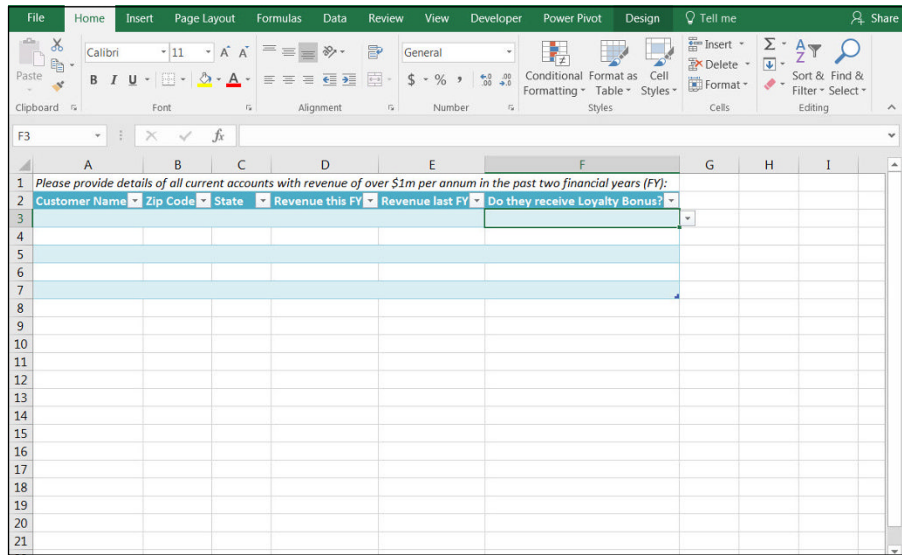 File Home Insert Page Layout Formulas Data Review View Developer Power Pivot Design Tell me Share
Calibri 11 A A General Insert
Paste B I U A $ % , .0 .00 .00 .0 Conditional Formatting Format as Table Cell Styles Delete Format Sort & Filter Find & Select
Clipboard Font Alignment Number Styles Cells Editing
F3 fx
A B C D E F G H I
1 Please provide details of all current accounts with revenue of over $1m per annum in the past two financial years (FY):
2 Customer Name Zip Code State Revenue this FY Revenue last FY Do they receive Loyalty Bonus?
3
4
5
6
7
8
9
10
11
12
13
14
15
16
17
18
19
20
21